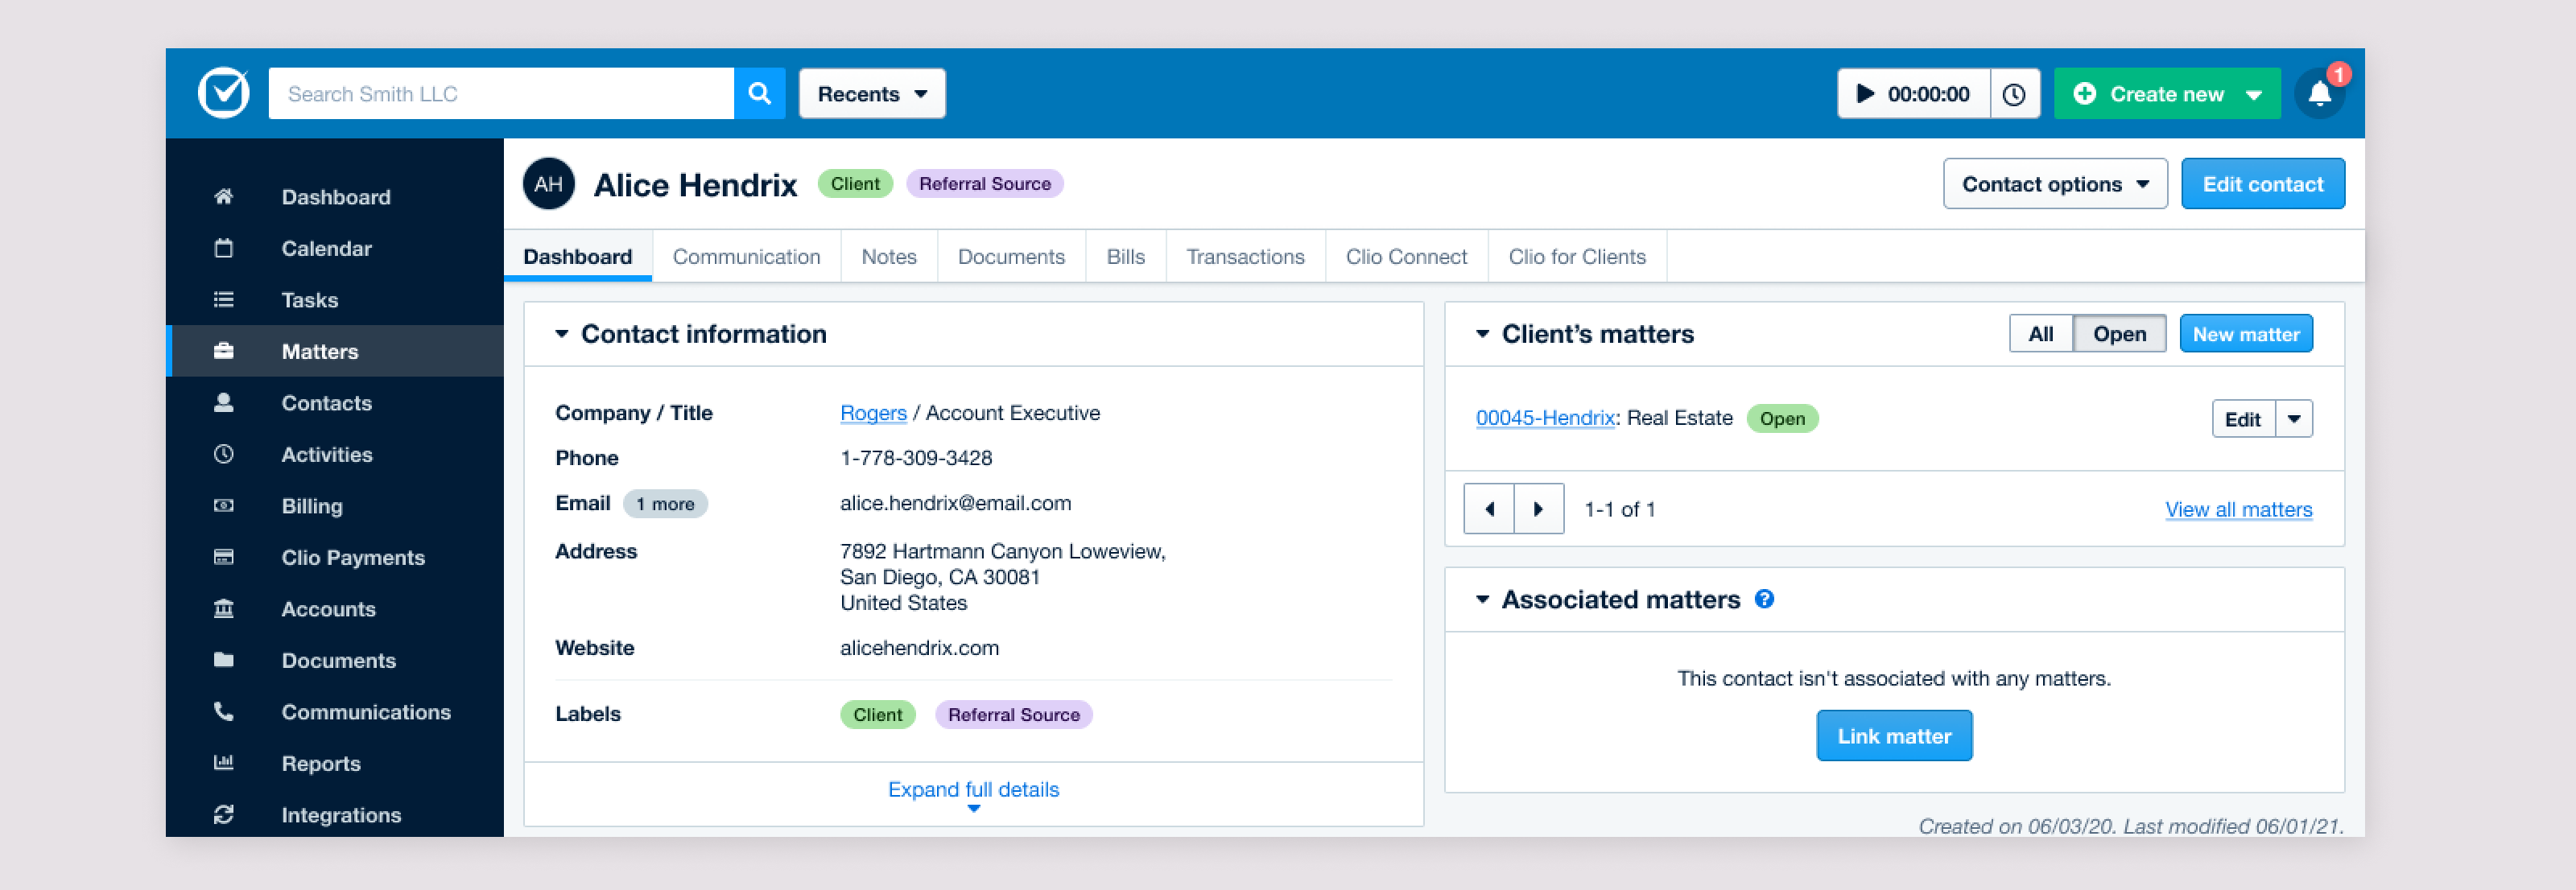 Search Smith LLC
Recents
00:00:00
Create new
1
Dashboard
Calendar
Tasks
Matters
Contacts
Activities
Billing
Clio Payments
Accounts
Documents
Communications
Reports
Integrations
AH Alice Hendrix Client Referral Source
Contact options
Edit contact
Dashboard Communication Notes Documents Bills Transactions Clio Connect Clio for Clients
Contact information
Company / Title Rogers / Account Executive
Phone 1-778-309-3428
Email 1 more alice.hendrix@email.com
Address 7892 Hartmann Canyon Loweview,
San Diego, CA 30081
United States
Website alicehendrix.com
Labels Client Referral Source
Expand full details
Client’s matters All Open New matter
00045-Hendrix: Real Estate Open Edit
1-1 of 1 View all matters
Associated matters ?
This contact isn't associated with any matters.
Link matter
Created on 06/03/20. Last modified 06/01/21.